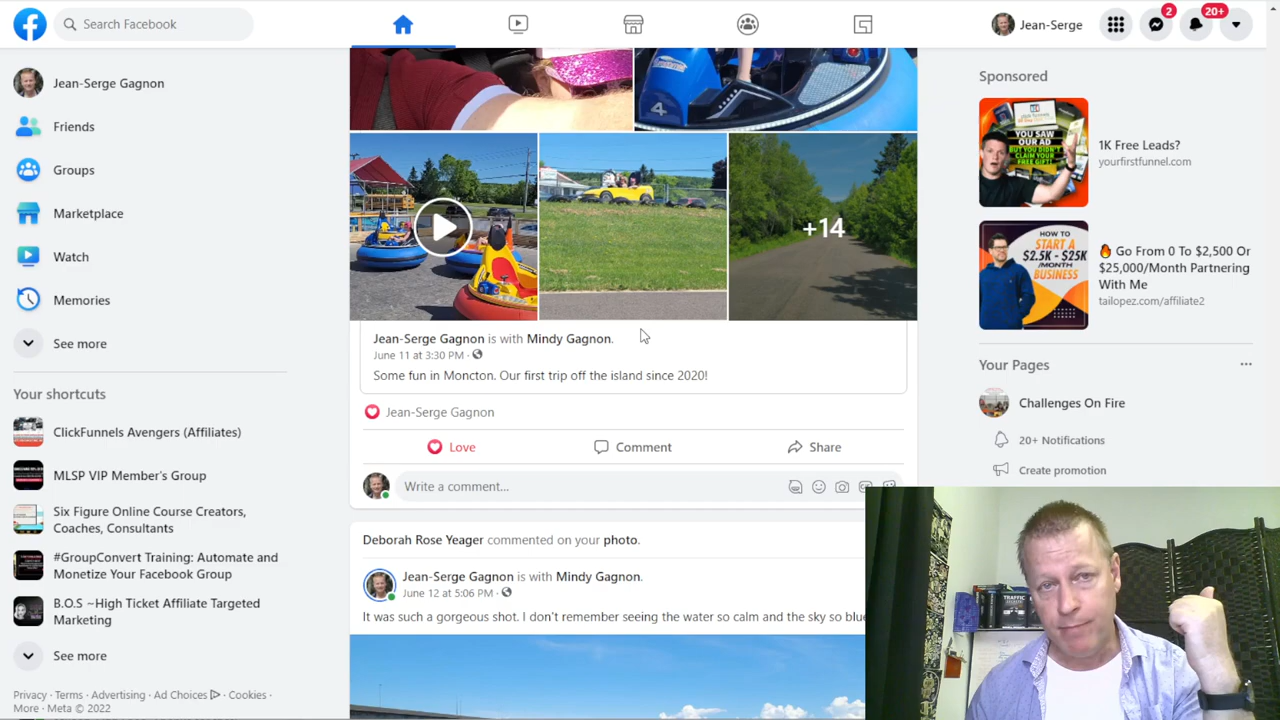 Search Facebook
Jean-Serge
2
20+
Jean-Serge Gagnon
Friends
Groups
Marketplace
Watch
Memories
See more
Your shortcuts
ClickFunnels Avengers (Affiliates)
MLSP VIP Member's Group
Six Figure Online Course Creators,
Coaches, Consultants
#GroupConvert Training: Automate and
Monetize Your Facebook Group
B.O.S ~High Ticket Affiliate Targeted
Marketing
See more
Privacy · Terms · Advertising · Ad Choices · Cookies ·
More · Meta © 2022
4
+14
Jean-Serge Gagnon is with Mindy Gagnon.
June 11 at 3:30 PM ·
Some fun in Moncton. Our first trip off the island since 2020!
Jean-Serge Gagnon
Love
Comment
Share
Write a comment...
Deborah Rose Yeager commented on your photo.
Jean-Serge Gagnon is with Mindy Gagnon.
June 12 at 5:06 PM ·
It was such a gorgeous shot. I don't remember seeing the water so calm and the sky so blue
Sponsored
YOU SAW
OUR AD
BUT YOU DIDN'T
CLAIM YOUR
FREE GIFT!
1K Free Leads?
yourfirstfunnel.com
HOW TO
START A
$2.5K - $25K
/MONTH
BUSINESS
Go From 0 To $2,500 Or
$25,000/Month Partnering
With Me
tailopez.com/affiliate2
Your Pages
Challenges On Fire
20+ Notifications
Create promotion
TRAFFIC